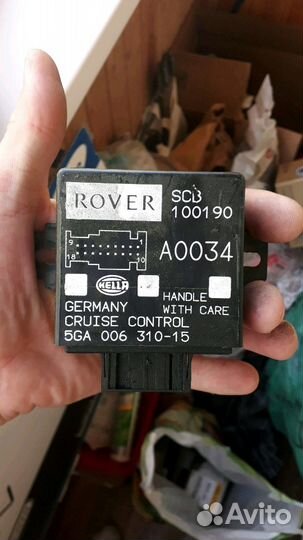 ROVER
SCB
100190
9 1
18 10
A0034
HELLA
GERMANY
HANDLE
WITH CARE
CRUISE CONTROL
5GA 006 310-15
Avito